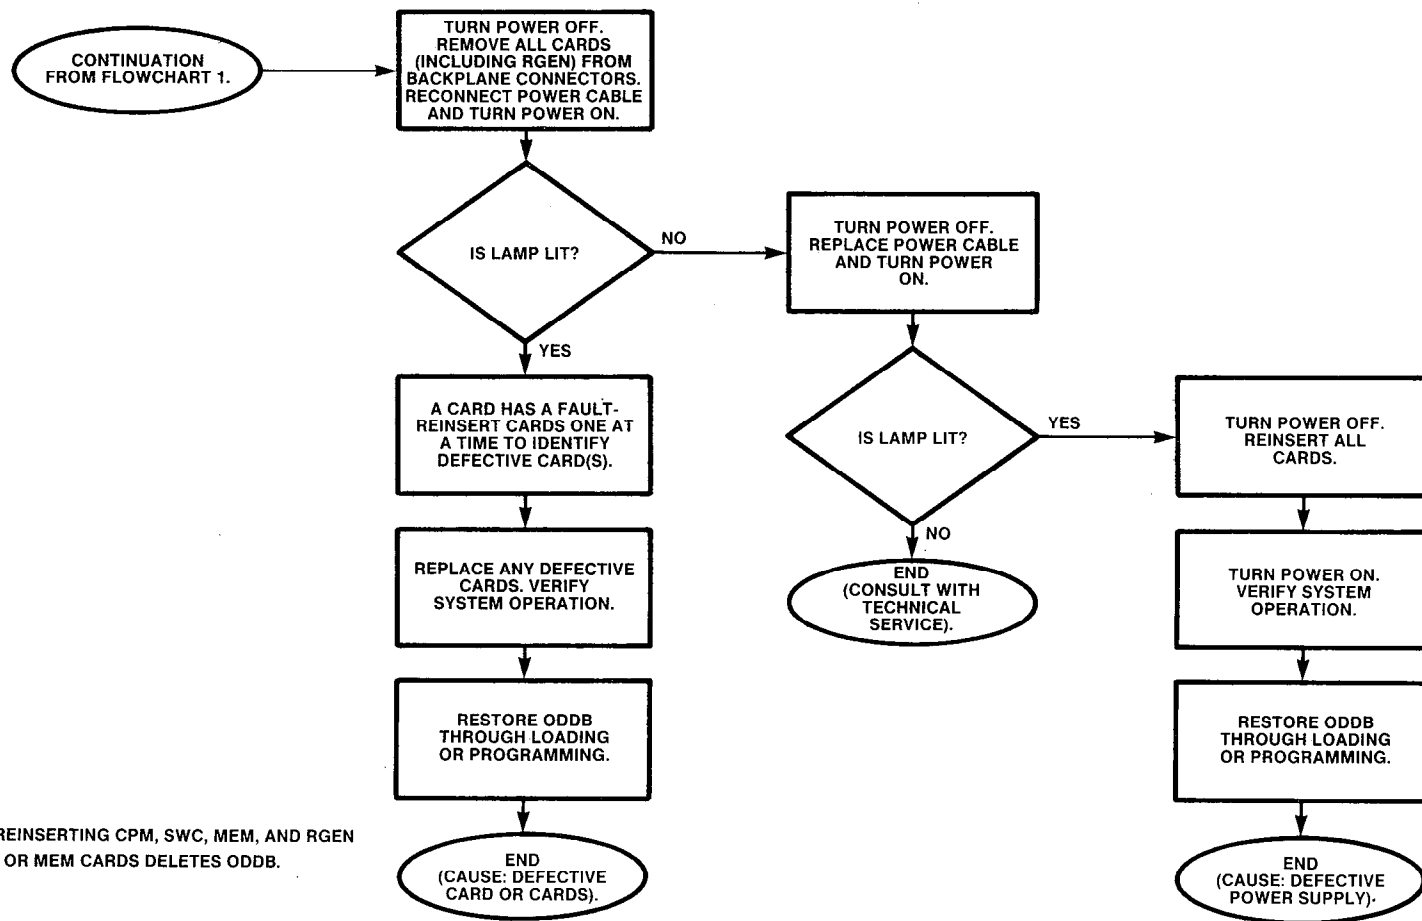 CONTINUATION
FROM FLOWCHART 1.
TURN POWER OFF.
REMOVE ALL CARDS
(INCLUDING RGEN) FROM
BACKPLANE CONNECTORS.
RECONNECT POWER CABLE
AND TURN POWER ON.
IS LAMP LIT?
NO
TURN POWER OFF.
REPLACE POWER CABLE
AND TURN POWER
ON.
YES
A CARD HAS A FAULT-
REINSERT CARDS ONE AT
A TIME TO IDENTIFY
DEFECTIVE CARD(S).
IS LAMP LIT?
YES
TURN POWER OFF.
REINSERT ALL
CARDS.
NO
REPLACE ANY DEFECTIVE
CARDS. VERIFY
SYSTEM OPERATION.
END
(CONSULT WITH
TECHNICAL
SERVICE).
TURN POWER ON.
VERIFY SYSTEM
OPERATION.
RESTORE ODDB
THROUGH LOADING
OR PROGRAMMING.
RESTORE ODDB
THROUGH LOADING
OR PROGRAMMING.
REINSERTING CPM, SWC, MEM, AND RGEN
OR MEM CARDS DELETES ODDB.
END
(CAUSE: DEFECTIVE
CARD OR CARDS).
END
(CAUSE: DEFECTIVE
POWER SUPPLY).